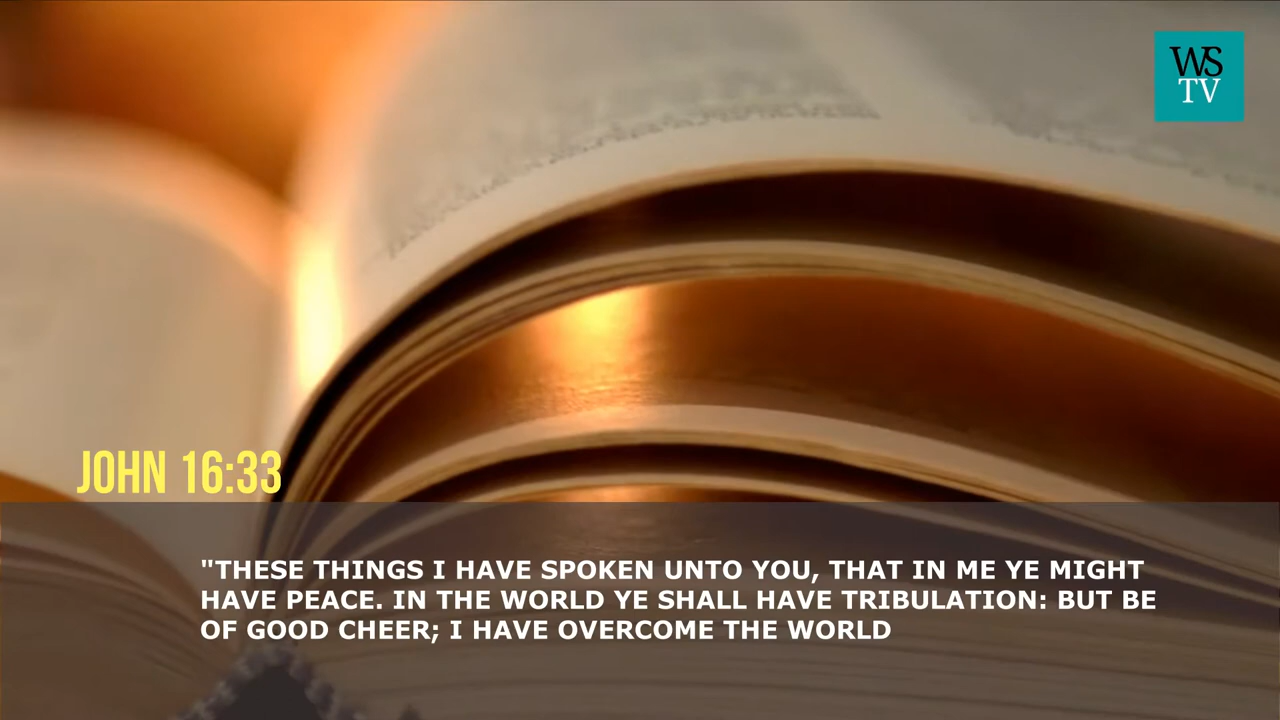 WS
TV
JOHN 16:33
"THESE THINGS I HAVE SPOKEN UNTO YOU, THAT IN ME YE MIGHT
HAVE PEACE. IN THE WORLD YE SHALL HAVE TRIBULATION: BUT BE
OF GOOD CHEER; I HAVE OVERCOME THE WORLD